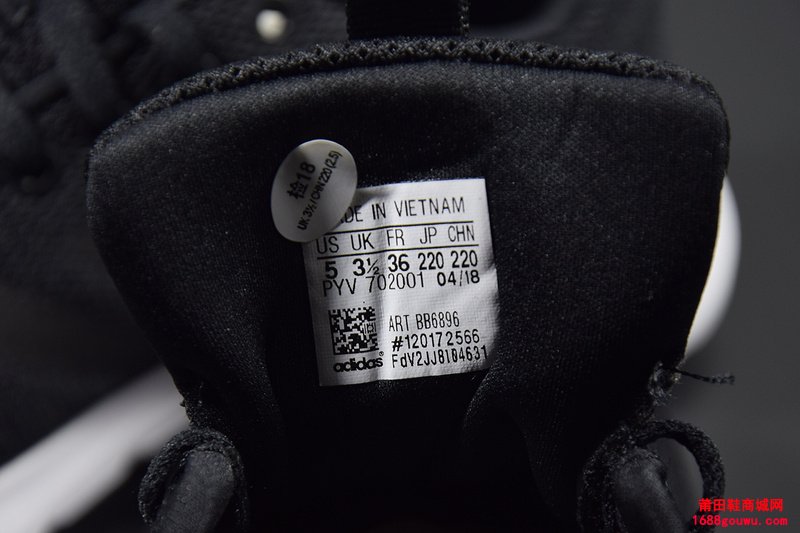 检18
UK 3½/CHN220(2.5)
ADE IN VIETNAM
US UK FR JP CHN
5 3½ 36 220 220
PYV 702001 04/18
ART BB6896
#120172566
FdV2JJ8I04631
adidas
莆田鞋商城网
1688gouwu.com